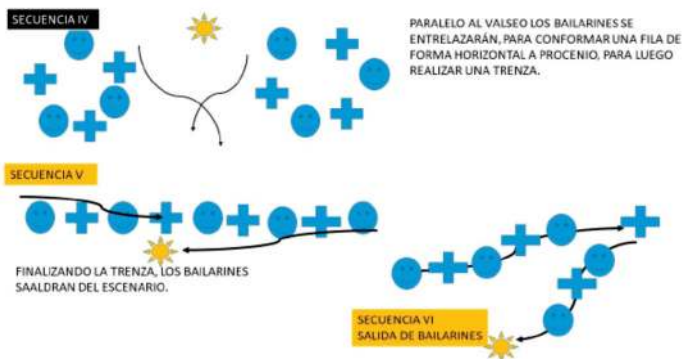 SECUENCIA IV
PARALELO AL VALSEO LOS BAILARINES SE
ENTRELAZARÁN, PARA CONFORMAR UNA FILA DE
FORMA HORIZONTAL A PROCENIO, PARA LUEGO
REALIZAR UNA TRENZA.
SECUENCIA V
FINALIZANDO LA TRENZA, LOS BAILARINES
SAALDRAN DEL ESCENARIO.
SECUENCIA VI
SALIDA DE BAILARINES